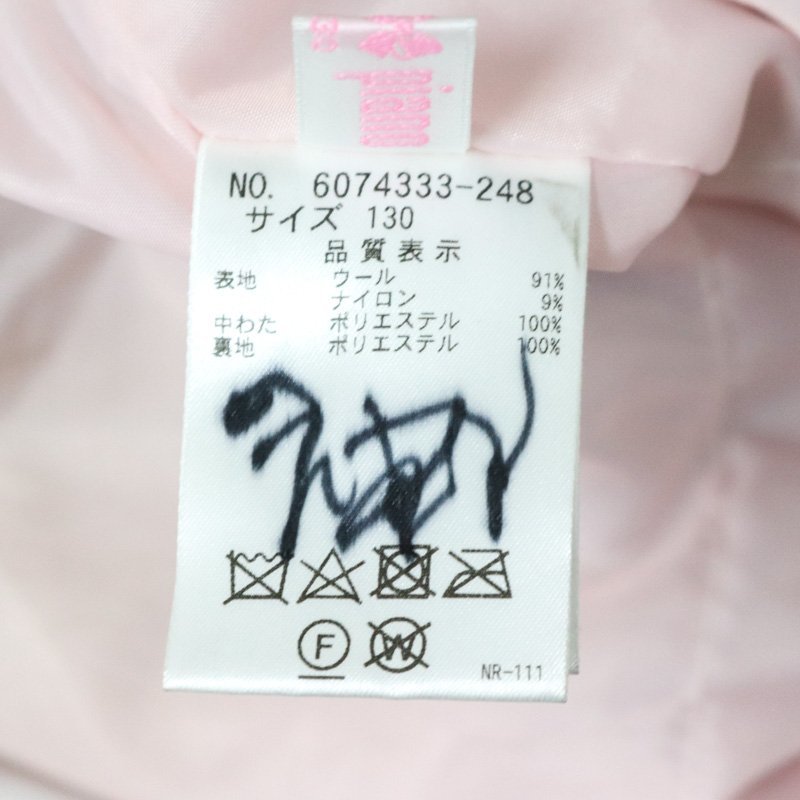 NO. 6074333-248
サイズ 130
品質表示
表地 ウール 91%
ナイロン 9%
中わた ポリエステル 100%
裏地 ポリエステル 100%
F W
NR-111